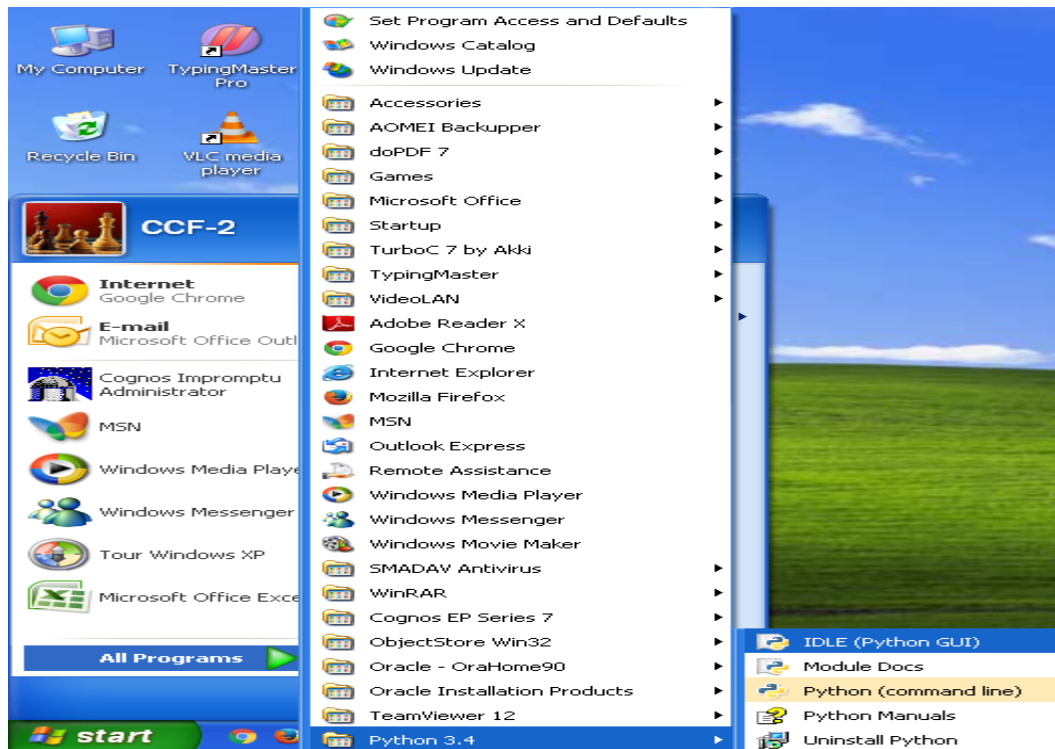 My Computer
TypingMaster
Pro
Recycle Bin
VLC media
player
CCF-2
Internet
Google Chrome
E-mail
Microsoft Office Outl
Cognos Impromptu
Administrator
MSN
Windows Media Playe
Windows Messenger
Tour Windows XP
Microsoft Office Exce
All Programs
start
Set Program Access and Defaults
Windows Catalog
Windows Update
Accessories
AOMEI Backupper
doPDF 7
Games
Microsoft Office
Startup
TurboC 7 by Akki
TypingMaster
VideoLAN
Adobe Reader X
Google Chrome
Internet Explorer
Mozilla Firefox
MSN
Outlook Express
Remote Assistance
Windows Media Player
Windows Messenger
Windows Movie Maker
SMADAV Antivirus
WinRAR
Cognos EP Series 7
ObjectStore Win32
Oracle - OraHome90
Oracle Installation Products
TeamViewer 12
Python 3.4
IDLE (Python GUI)
Module Docs
Python (command line)
Python Manuals
Uninstall Python